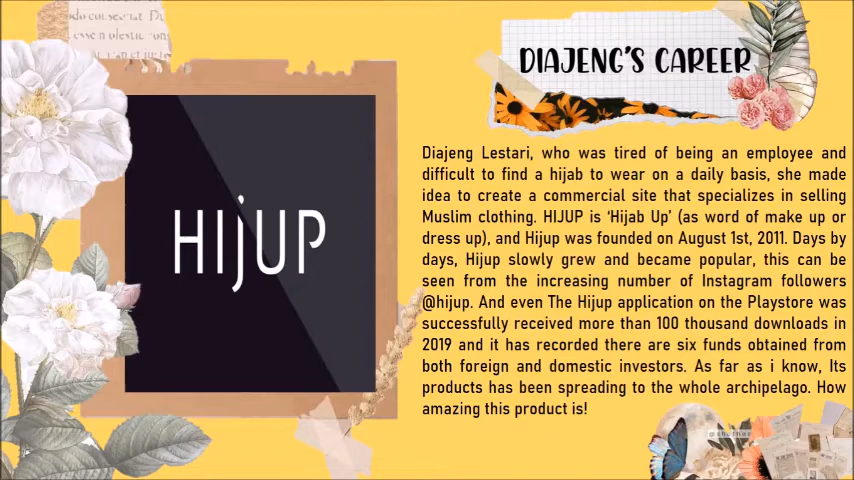 DIAJENG'S CAREER
HIjUP
Diajeng Lestari, who was tired of being an employee and
difficult to find a hijab to wear on a daily basis, she made
idea to create a commercial site that specializes in selling
Muslim clothing. HIJUP is 'Hijab Up' (as word of make up or
dress up), and Hijup was founded on August 1st, 2011. Days by
days, Hijup slowly grew and became popular, this can be
seen from the increasing number of Instagram followers
@hijup. And even The Hijup application on the Playstore was
successfully received more than 100 thousand downloads in
2019 and it has recorded there are six funds obtained from
both foreign and domestic investors. As far as i know, Its
products has been spreading to the whole archipelago. How
amazing this product is!